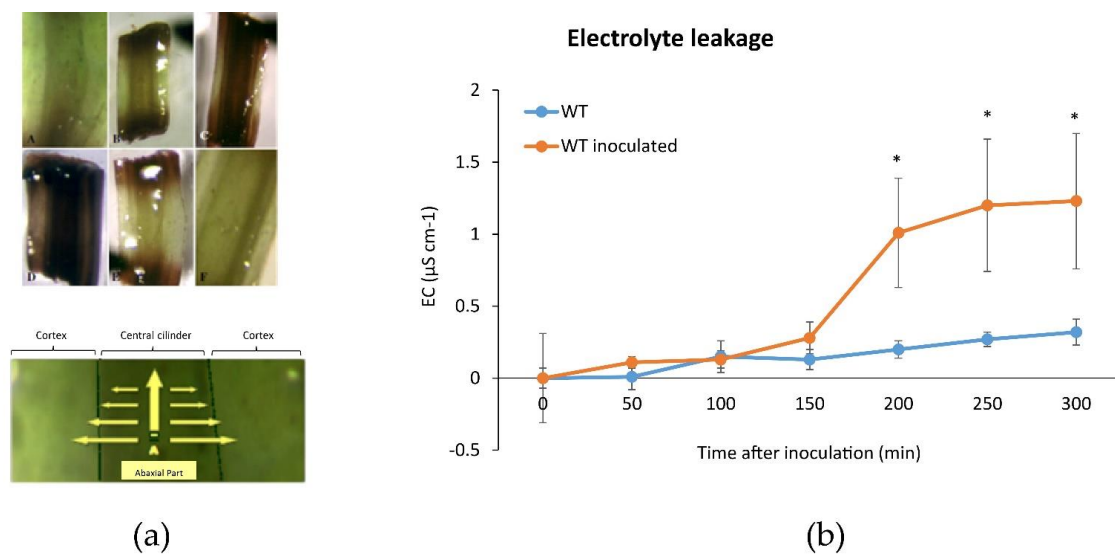 A
B
C
D
E
F
Cortex
Central cilinder
Cortex
A
Abaxial Part
(a)
Electrolyte leakage
WT
WT inoculated
EC (µS cm-1)
2
1.5
1
0.5
0
-0.5
*
*
*
0
50
100
150
200
250
300
Time after inoculation (min)
(b)